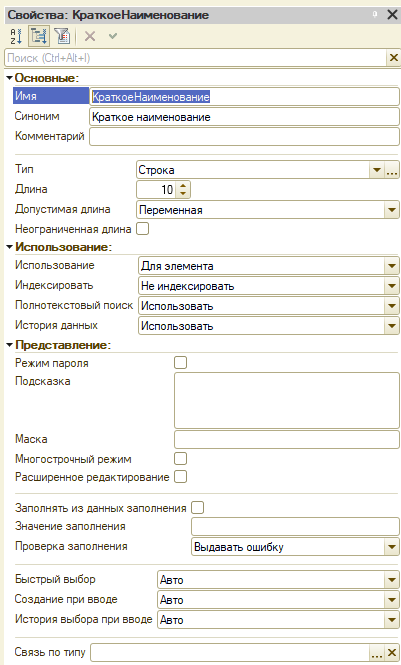 Свойства: КраткоеНаименование
Поиск (Ctrl+Alt+I)
Основные:
Имя КраткоеНаименование
Синоним Краткое наименование
Комментарий
Тип Строка
Длина 10
Допустимая длина Переменная
Неограниченная длина
Использование:
Использование Для элемента
Индексировать Не индексировать
Полнотекстовый поиск Использовать
История данных Использовать
Представление:
Режим пароля
Подсказка
Маска
Многострочный режим
Расширенное редактирование
Заполнять из данных заполнения
Значение заполнения
Проверка заполнения Выдавать ошибку
Быстрый выбор Авто
Создание при вводе Авто
История выбора при вводе Авто
Связь по типу